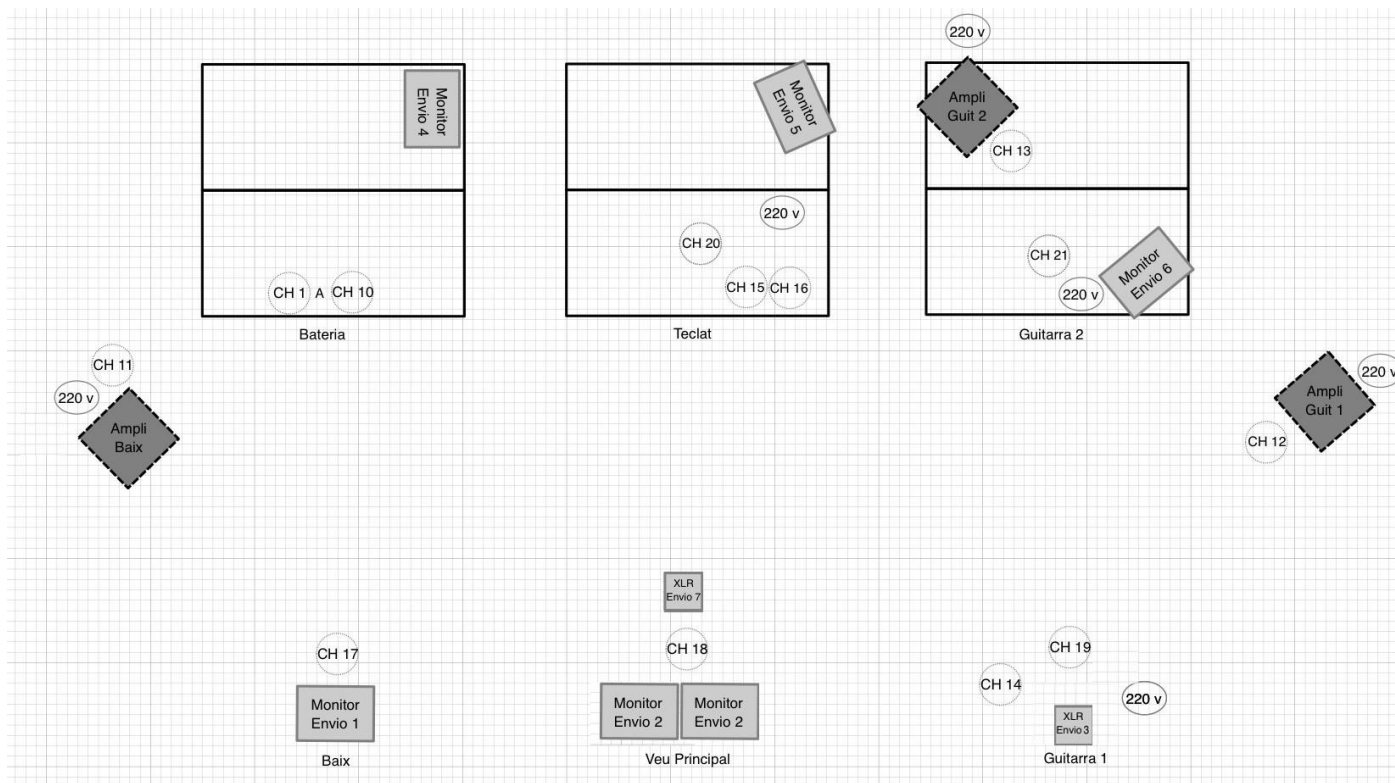 220 v
Monitor
Envio 4
Monitor
Envio 5
Ampli
Guit 2
CH 13
220 v
CH 20
CH 21
Monitor
Envio 6
CH 1 A CH 10
CH 15 CH 16
220 v
Bateria
Teclat
Guitarra 2
CH 11
220 v
Ampli
Baix
220 v
Ampli
Guit 1
CH 12
XLR
Envio 7
CH 17
CH 18
CH 19
CH 14
220 v
Monitor
Envio 1
Monitor
Envio 2
Monitor
Envio 2
XLR
Envio 3
Baix
Veu Principal
Guitarra 1